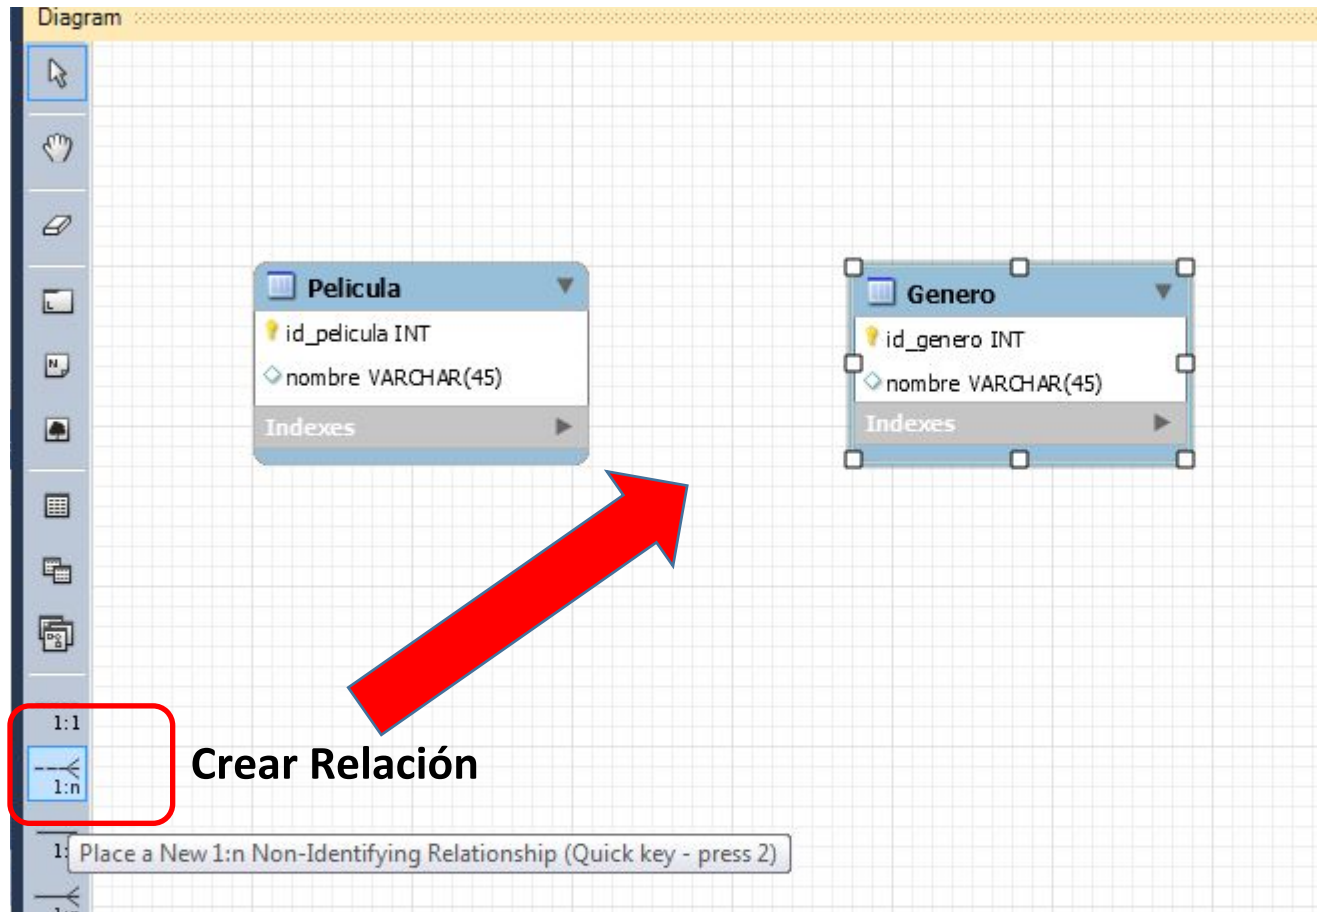 Diagram
Pelicula
id_pelicula INT
nombre VARCHAR(45)
Indexes
Genero
id_genero INT
nombre VARCHAR(45)
Indexes
1:1
1:n
Crear Relación
Place a New 1:n Non-Identifying Relationship (Quick key - press 2)